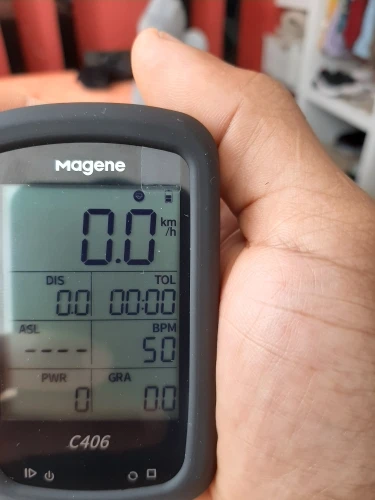 magene
0.0 km/h
DIS TOL
0.0 00:00
ASL BPM
---- 50
PWR GRA
0 0.0
C406